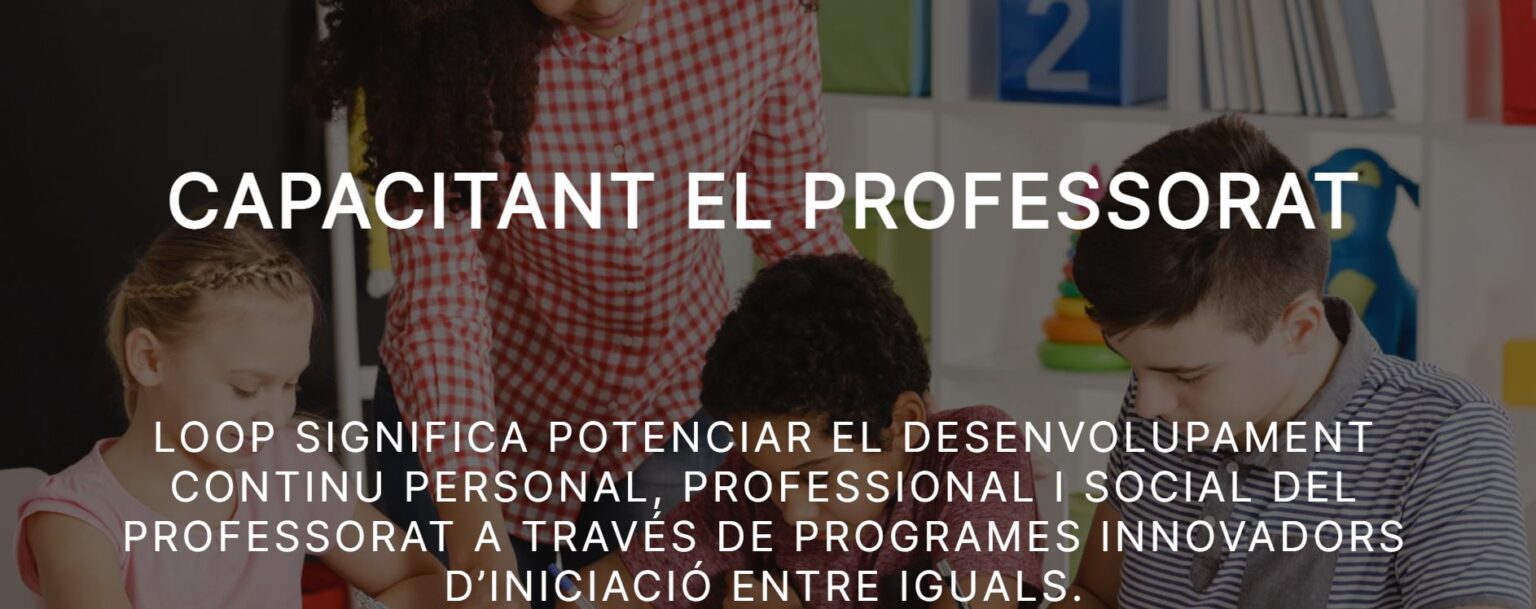 2
CAPACITANT EL PROFESSORAT
LOOP SIGNIFICA POTENCIAR EL DESENVOLUPAMENT
CONTINU PERSONAL, PROFESSIONAL I SOCIAL DEL
PROFESSORAT A TRAVÉS DE PROGRAMES INNOVADORS
D’INICIACIÓ ENTRE IGUALS.